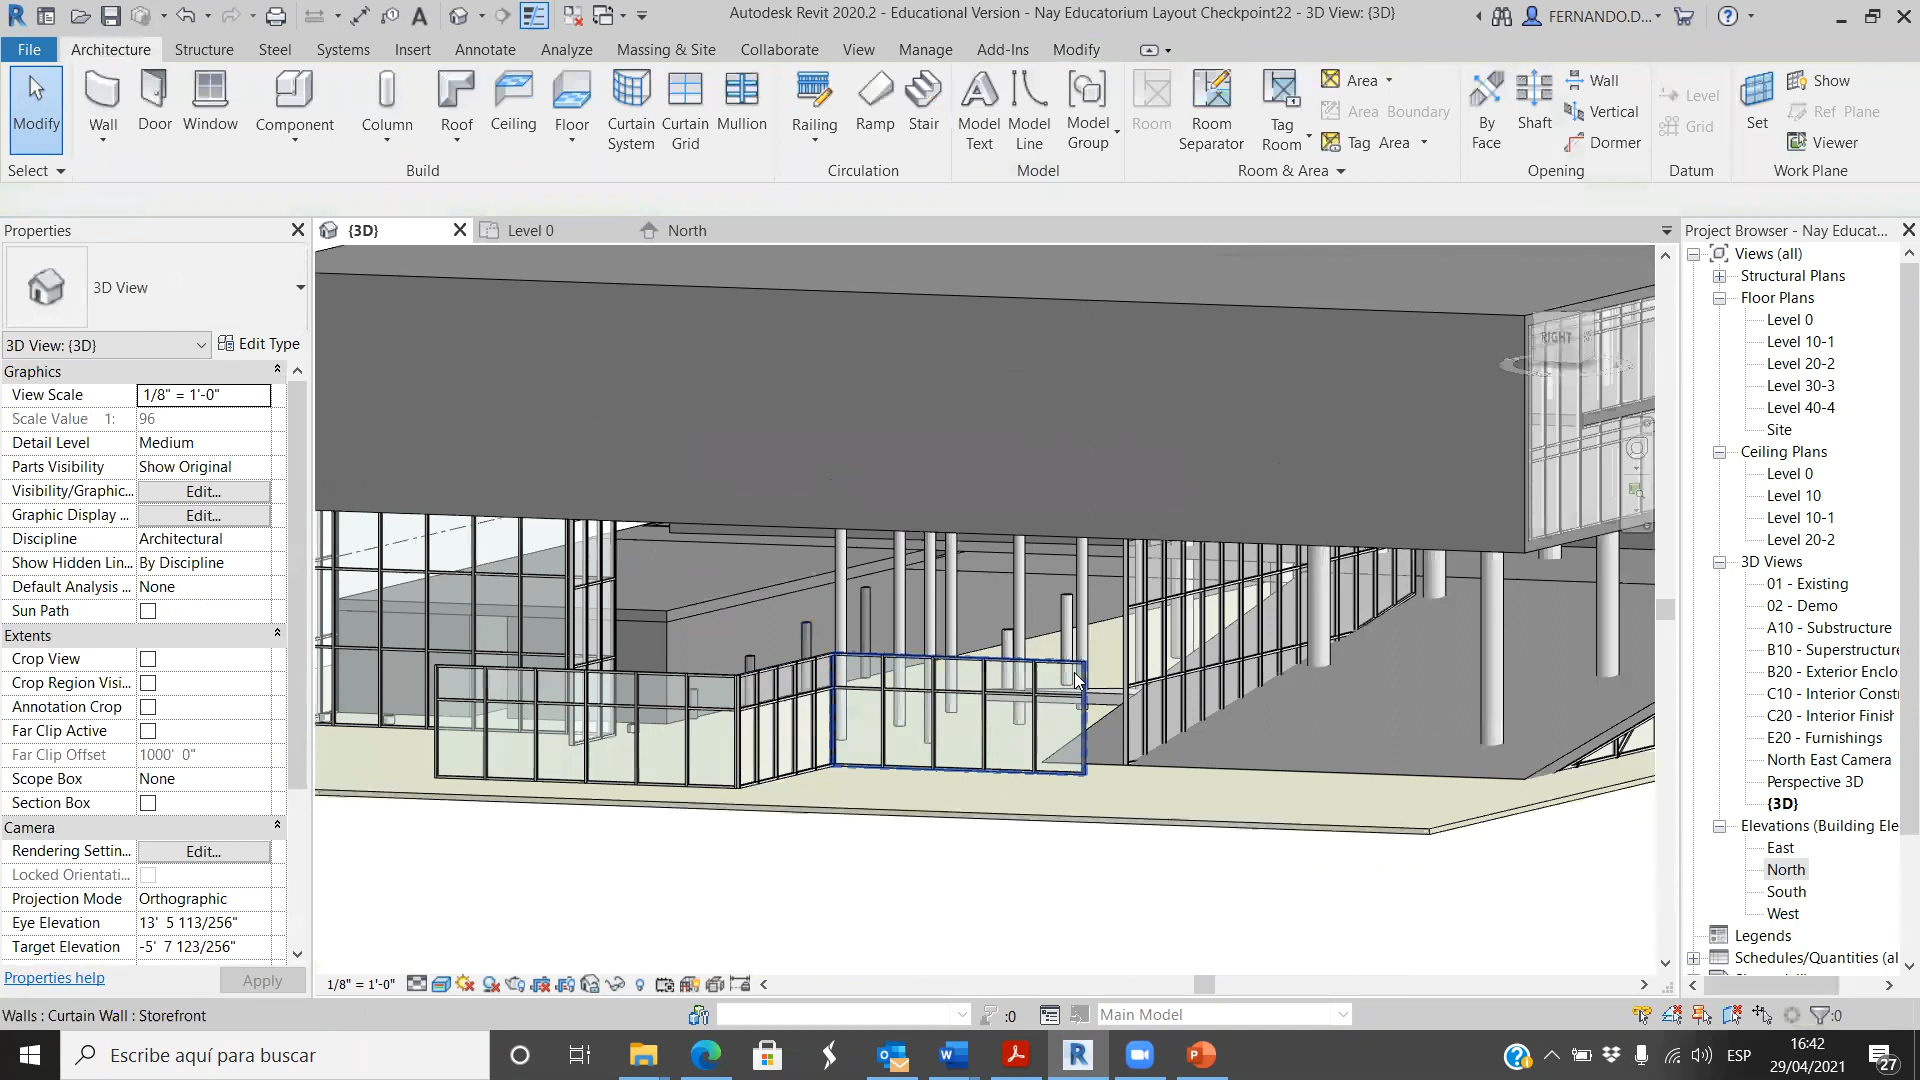 Autodesk Revit 2020.2 - Educational Version - Nay Educatorium Layout Checkpoint22 - 3D View: {3D}
FERNANDO.D...
File Architecture Structure Steel Systems Insert Annotate Analyze Massing & Site Collaborate View Manage Add-Ins Modify
Modify Wall Door Window Component Column Roof Ceiling Floor Curtain System Curtain Grid Mullion Railing Ramp Stair Model Text Model Line Model Group Room Room Separator Tag Room Area Area Boundary Tag Area By Face Shaft Wall Vertical Dormer Level Grid Set Show Ref Plane Viewer
Select Build Circulation Model Room & Area Opening Datum Work Plane
Properties
{3D} Level 0 North
Project Browser - Nay Educat...
3D View
3D View: {3D} Edit Type
Graphics
View Scale 1/8" = 1'-0"
Scale Value 1: 96
Detail Level Medium
Parts Visibility Show Original
Visibility/Graphic... Edit...
Graphic Display ... Edit...
Discipline Architectural
Show Hidden Lin... By Discipline
Default Analysis ... None
Sun Path
Extents
Crop View
Crop Region Visi...
Annotation Crop
Far Clip Active
Far Clip Offset 1000' 0"
Scope Box None
Section Box
Camera
Rendering Settin... Edit...
Locked Orientati...
Projection Mode Orthographic
Eye Elevation 13' 5 113/256"
Target Elevation -5' 7 123/256"
Properties help Apply
RIGHT
Views (all)
Structural Plans
Floor Plans
Level 0
Level 10-1
Level 20-2
Level 30-3
Level 40-4
Site
Ceiling Plans
Level 0
Level 10
Level 10-1
Level 20-2
3D Views
01 - Existing
02 - Demo
A10 - Substructure
B10 - Superstructure
B20 - Exterior Enclo
C10 - Interior Constr
C20 - Interior Finish
E20 - Furnishings
North East Camera
Perspective 3D
{3D}
Elevations (Building Ele
East
North
South
West
Legends
Schedules/Quantities (al
1/8" = 1'-0"
Walls : Curtain Wall : Storefront
:0
Main Model
:0
Escribe aquí para buscar
ESP
16:42
29/04/2021
27